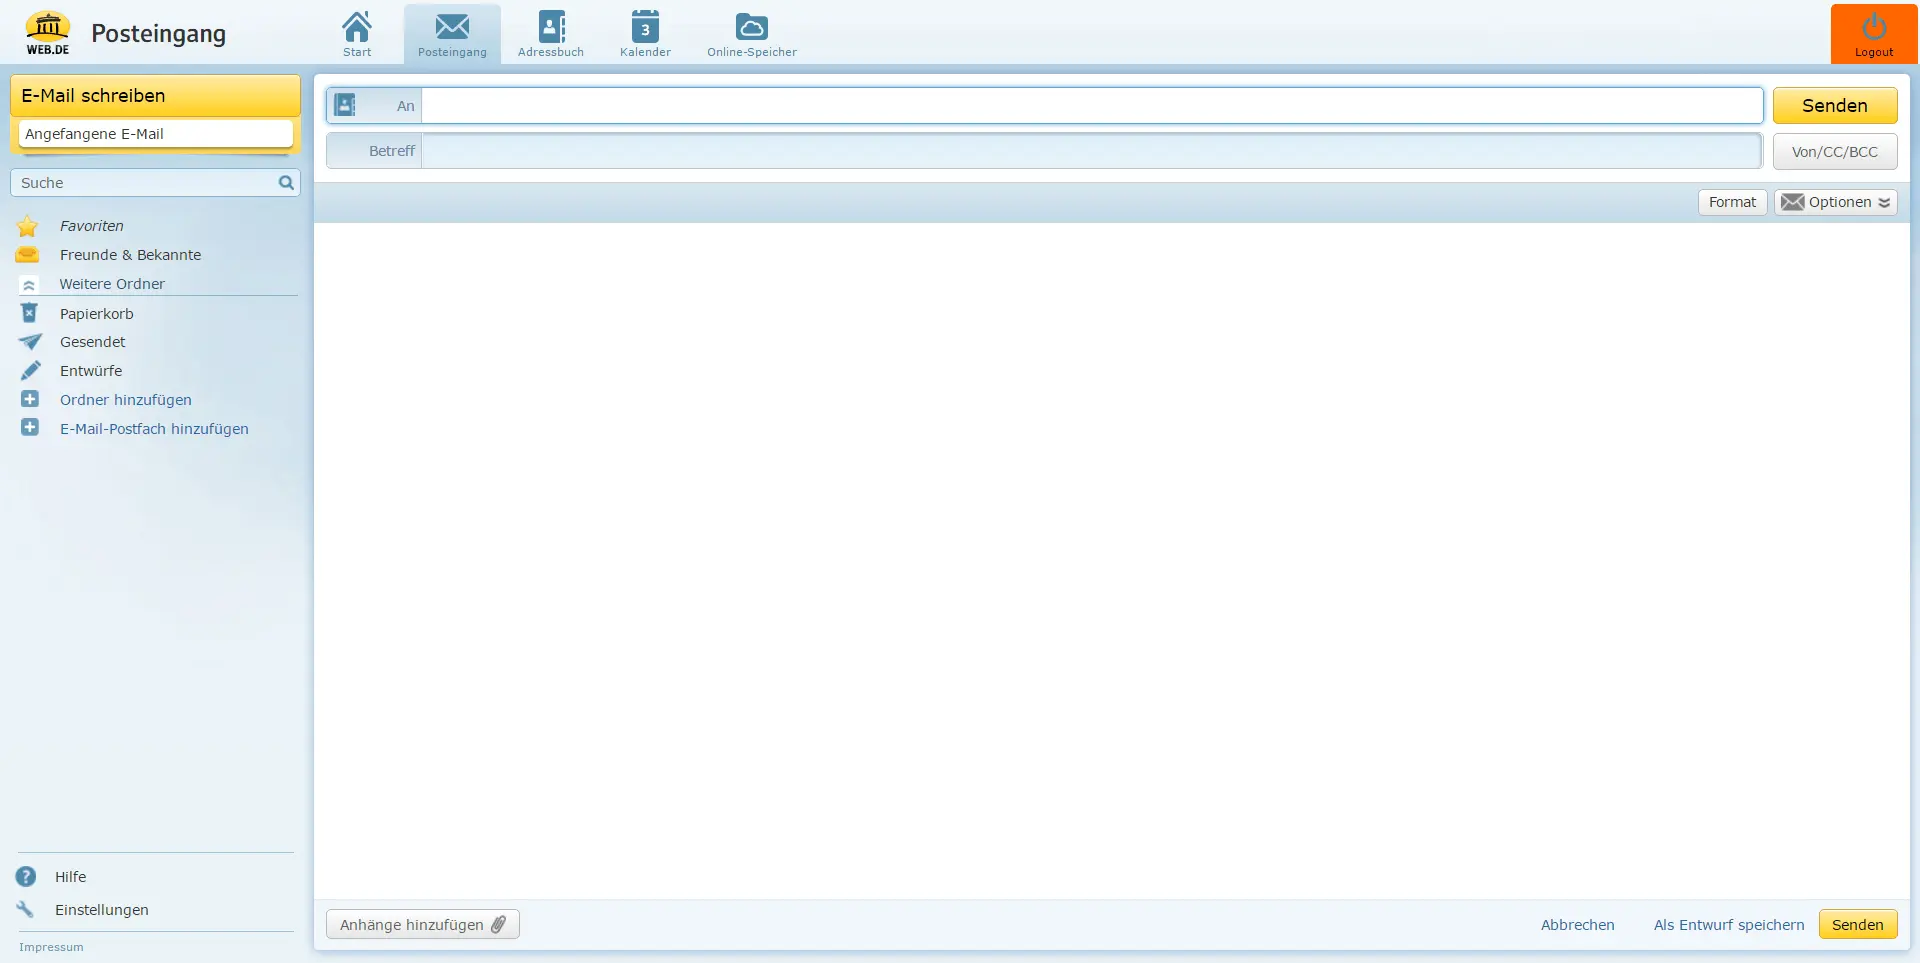 WEB.DE
Posteingang
Start
Posteingang
Adressbuch
3
Kalender
Online-Speicher
Logout
E-Mail schreiben
Angefangene E-Mail
Suche
Favoriten
Freunde & Bekannte
Weitere Ordner
Papierkorb
Gesendet
Entwürfe
Ordner hinzufügen
E-Mail-Postfach hinzufügen
? Hilfe
Einstellungen
Impressum
An
Senden
Betreff
Von/CC/BCC
Format
Optionen
Anhänge hinzufügen
Abbrechen
Als Entwurf speichern
Senden